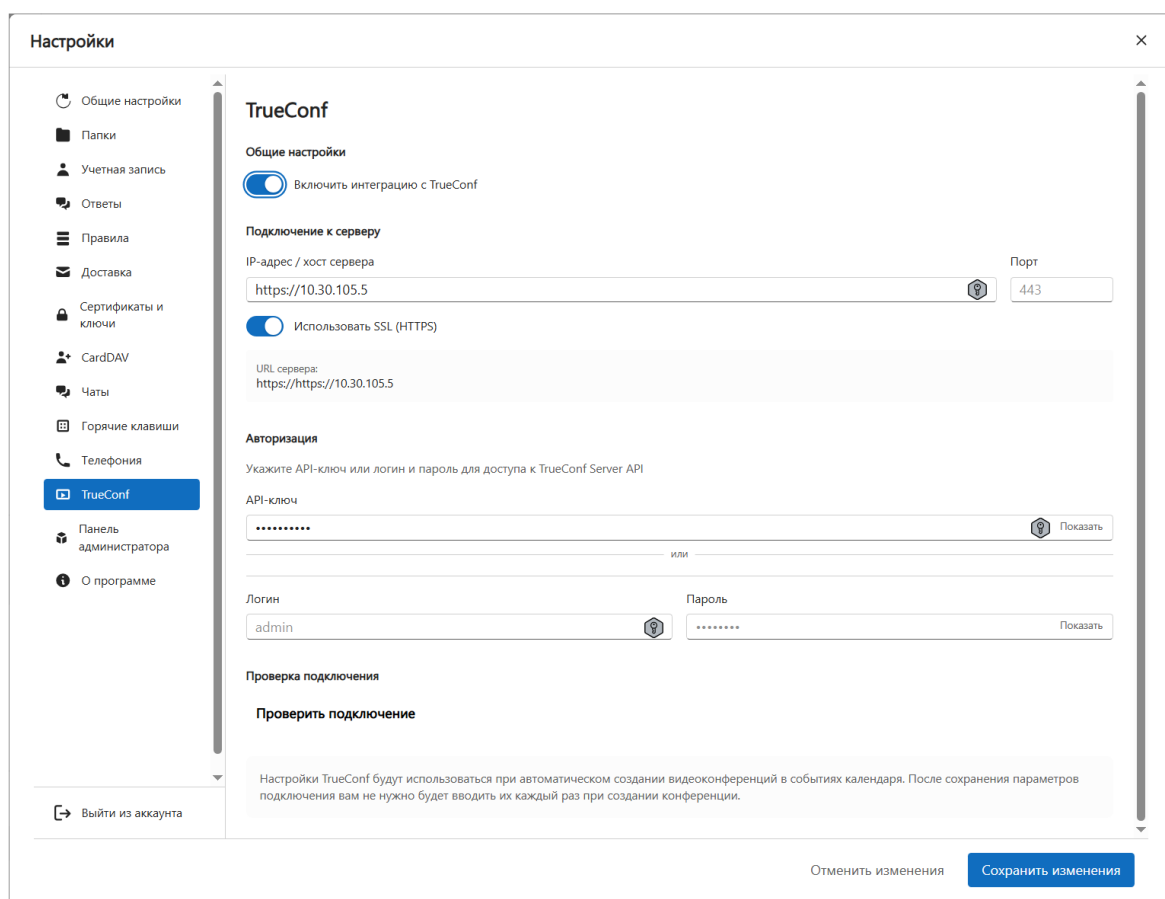 Настройки
Общие настройки
Папки
Учетная запись
Ответы
Правила
Доставка
Сертификаты и
ключи
CardDAV
Чаты
Горячие клавиши
Телефония
TrueConf
Панель
администратора
О программе
Выйти из аккаунта
TrueConf
Общие настройки
Включить интеграцию с TrueConf
Подключение к серверу
IP-адрес / хост сервера
Порт
https://10.30.105.5
443
Использовать SSL (HTTPS)
URL сервера:
https://https://10.30.105.5
Авторизация
Укажите API-ключ или логин и пароль для доступа к TrueConf Server API
API-ключ
•••••••••• Показать
или
Логин
Пароль
admin
•••••••• Показать
Проверка подключения
Проверить подключение
Настройки TrueConf будут использоваться при автоматическом создании видеоконференций в событиях календаря. После сохранения параметров
подключения вам не нужно будет вводить их каждый раз при создании конференции.
Отменить изменения
Сохранить изменения